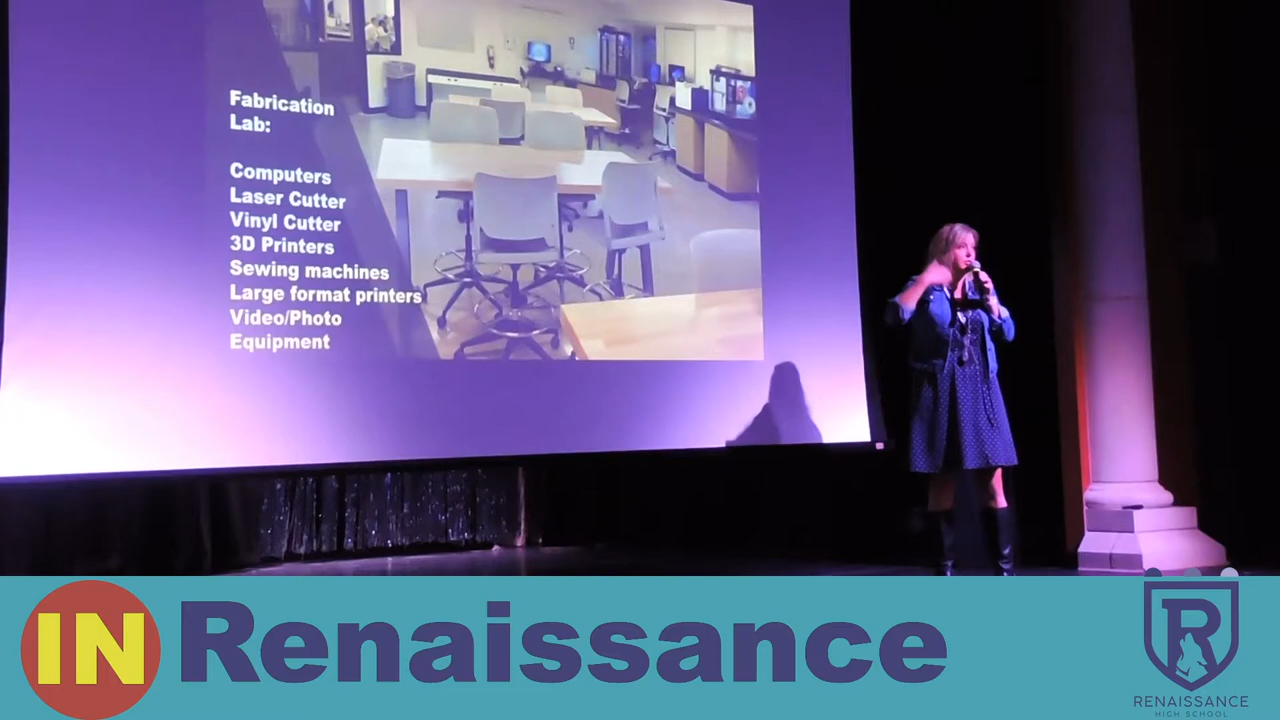 Fabrication
Lab:
Computers
Laser Cutter
Vinyl Cutter
3D Printers
Sewing machines
Large format printers
Video/Photo
Equipment
IN Renaissance
R
RENAISSANCE
HIGH SCHOOL